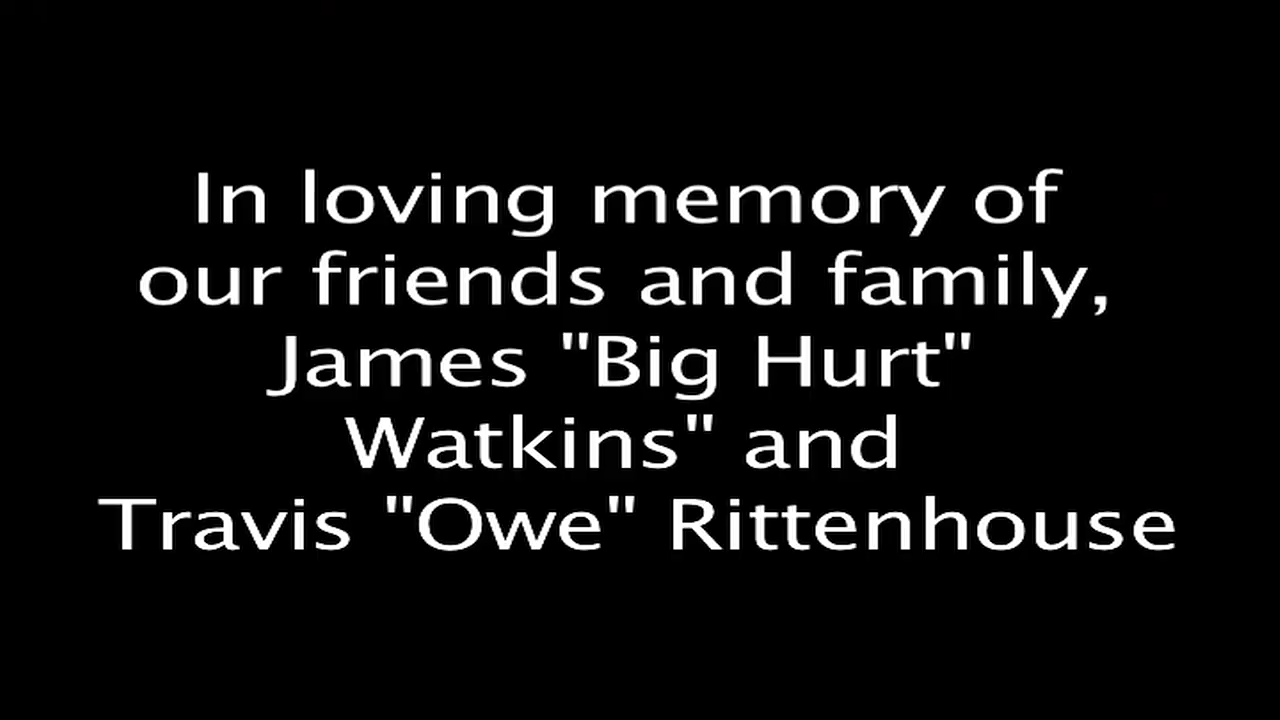 In loving memory of
our friends and family,
James "Big Hurt"
Watkins" and
Travis "Owe" Rittenhouse